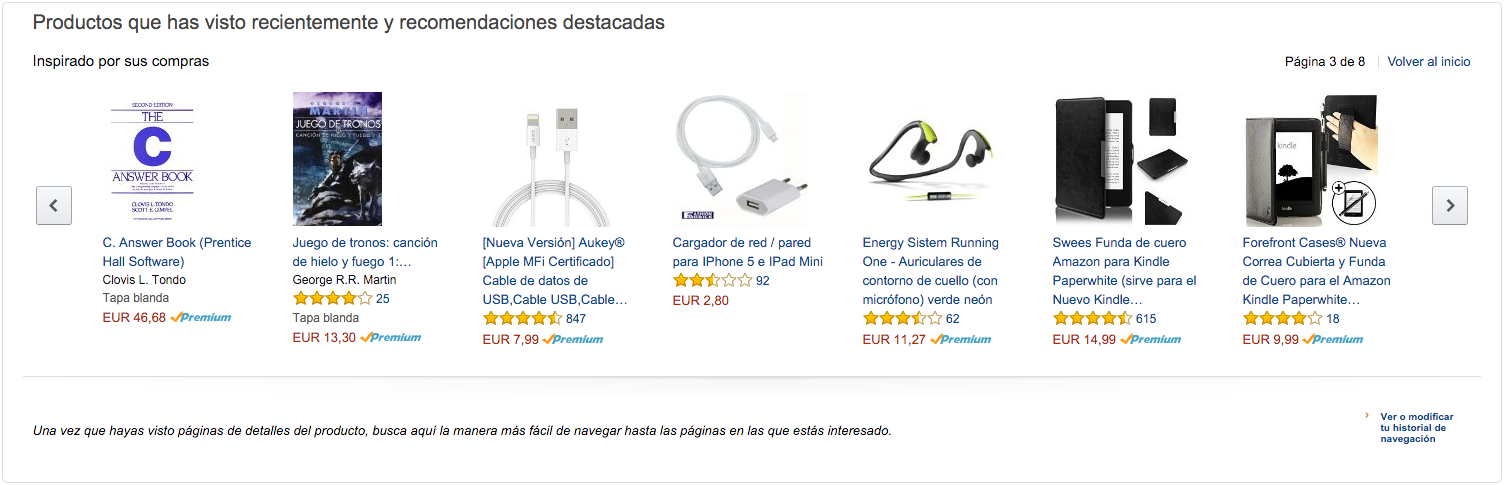 Productos que has visto recientemente y recomendaciones destacadas
Inspirado por sus compras
Página 3 de 8
Volver al inicio
SECOND EDITION
THE
C
ANSWER BOOK
CLOVIS L. TONDO
SCOTT E. GIMPEL
C. Answer Book (Prentice
Hall Software)
Clovis L. Tondo
Tapa blanda
EUR 46,68 Premium
GEORGE R.R.
MARTIN
JUEGO DE TRONOS
CANCIÓN DE HIELO Y FUEGO 1
Juego de tronos: canción
de hielo y fuego 1:…
George R.R. Martin
25
Tapa blanda
EUR 13,30 Premium
[Nueva Versión] Aukey®
[Apple MFi Certificado]
Cable de datos de
USB,Cable USB,Cable…
847
EUR 7,99 Premium
FASHION
MOBILE
Cargador de red / pared
para IPhone 5 e IPad Mini
92
EUR 2,80
Energy Sistem Running
One - Auriculares de
contorno de cuello (con
micrófono) verde neón
62
EUR 11,27 Premium
Swees Funda de cuero
Amazon para Kindle
Paperwhite (sirve para el
Nuevo Kindle…
615
EUR 14,99 Premium
kindle
Forefront Cases® Nueva
Correa Cubierta y Funda
de Cuero para el Amazon
Kindle Paperwhite…
18
EUR 9,99 Premium
Una vez que hayas visto páginas de detalles del producto, busca aquí la manera más fácil de navegar hasta las páginas en las que estás interesado.
Ver o modificar
tu historial de
navegación